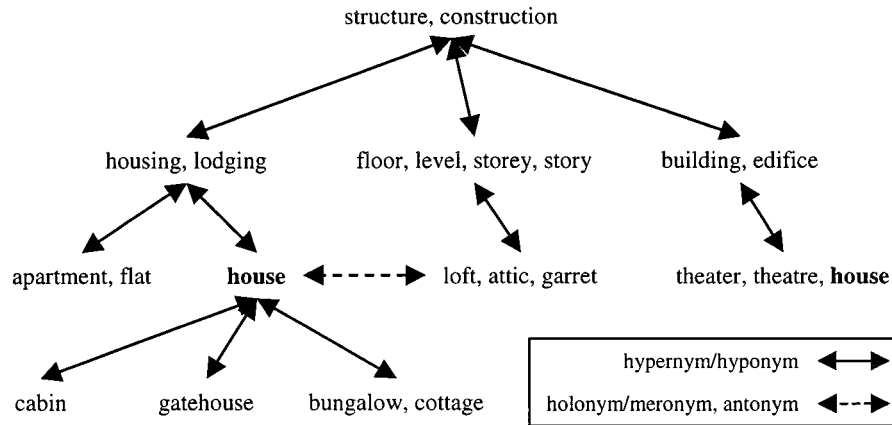 structure, construction
housing, lodging floor, level, storey, story building, edifice
apartment, flat house loft, attic, garret theater, theatre, house
hypernym/hyponym
cabin gatehouse bungalow, cottage holonym/meronym, antonym